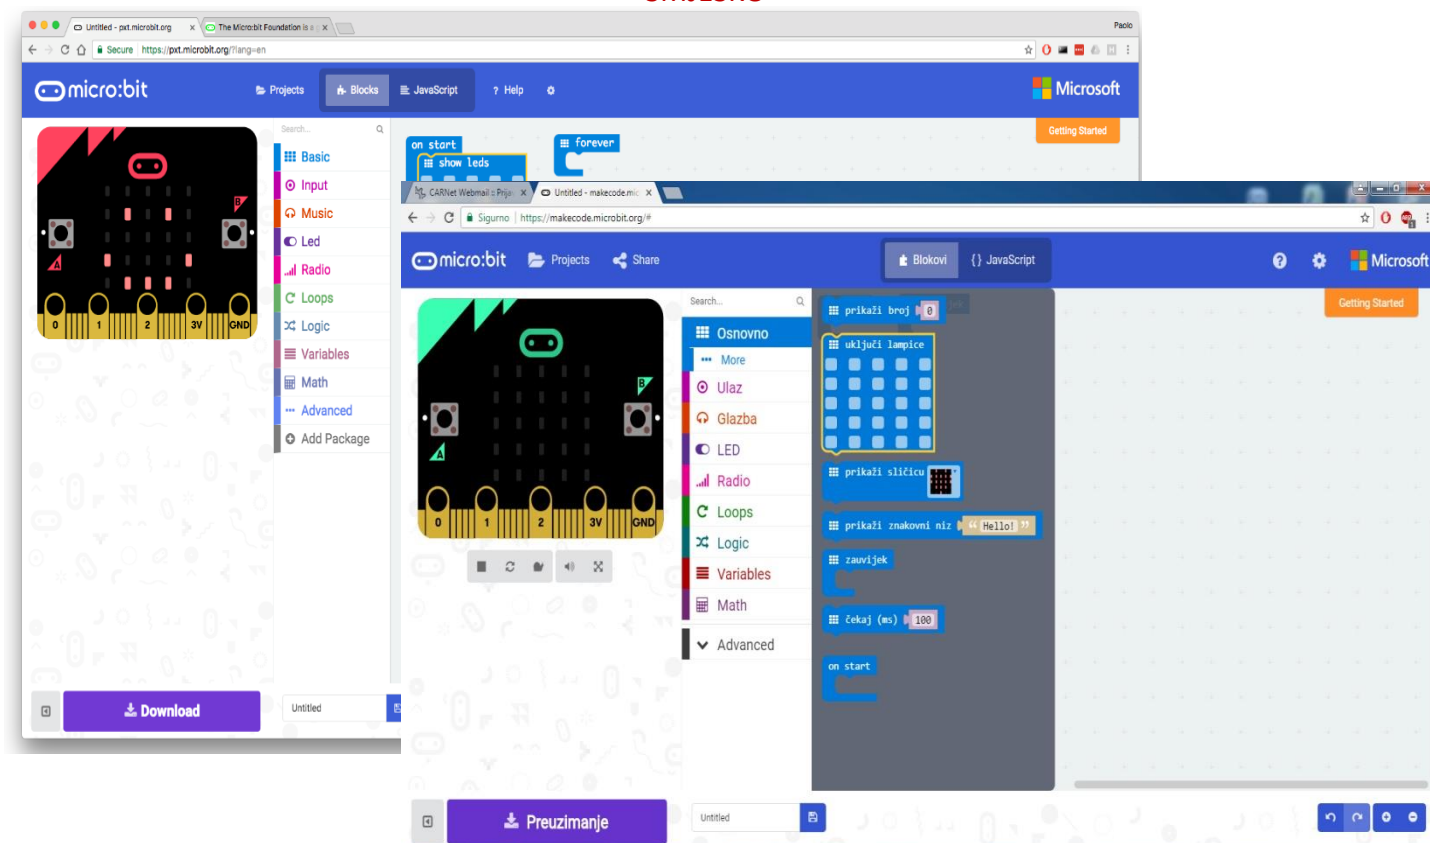 Untitled - pxt.microbit.org
The Micro:bit Foundation is a
Paolo
Secure https://pxt.microbit.org/?lang=en
micro:bit
Projects
Blocks
JavaScript
? Help
Microsoft
Getting Started
Search...
Basic
Input
Music
Led
Radio
Loops
Logic
Variables
Math
Advanced
Add Package
on start
show leds
forever
B
A
0 1 2 3V GND
Download
Untitled
CARNet Webmail :: Prija
Untitled - makecode.mic
Sigurno https://makecode.microbit.org/#
micro:bit
Projects
Share
Blokovi
{} JavaScript
Microsoft
Getting Started
Search...
Osnovno
More
Ulaz
Glazba
LED
Radio
Loops
Logic
Variables
Math
Advanced
B
A
0 1 2 3V GND
prikaži broj 0
uključi lampice
prikaži sličicu
prikaži znakovni niz “ Hello! ”
zauvijek
čekaj (ms) 100
on start
Preuzimanje
Untitled